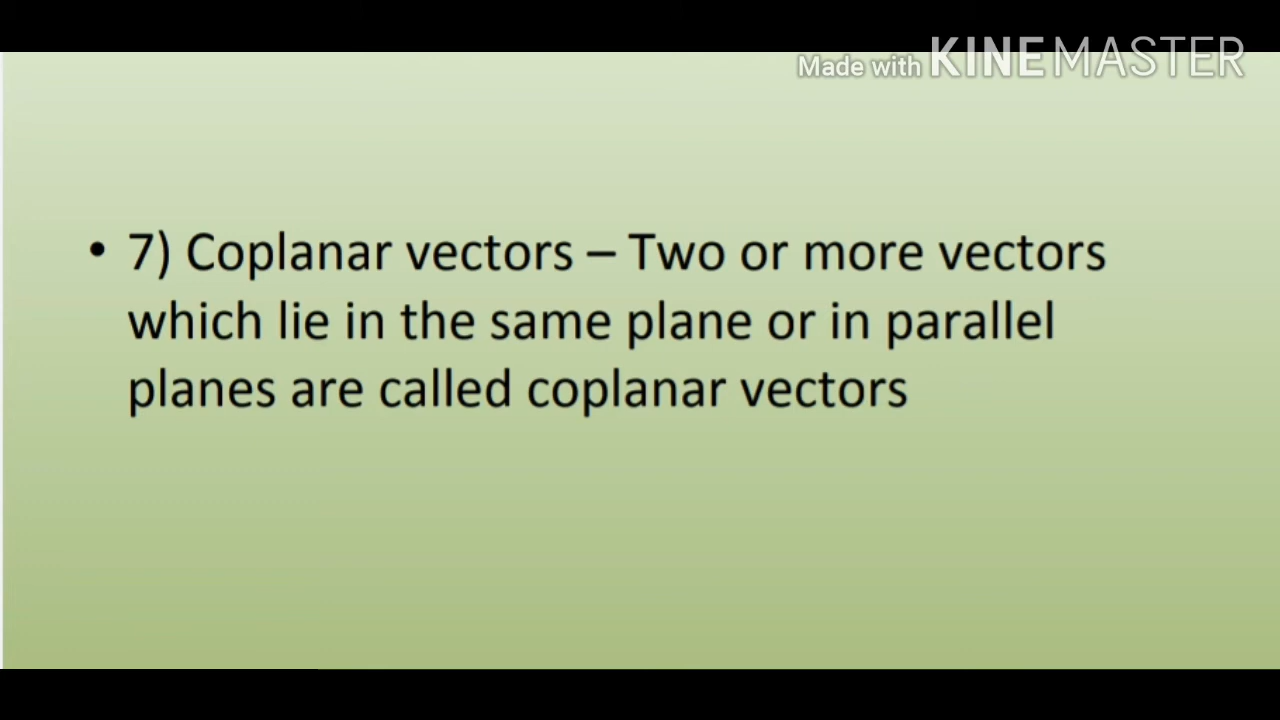 Made with KINEMASTER
• 7) Coplanar vectors – Two or more vectors
which lie in the same plane or in parallel
planes are called coplanar vectors